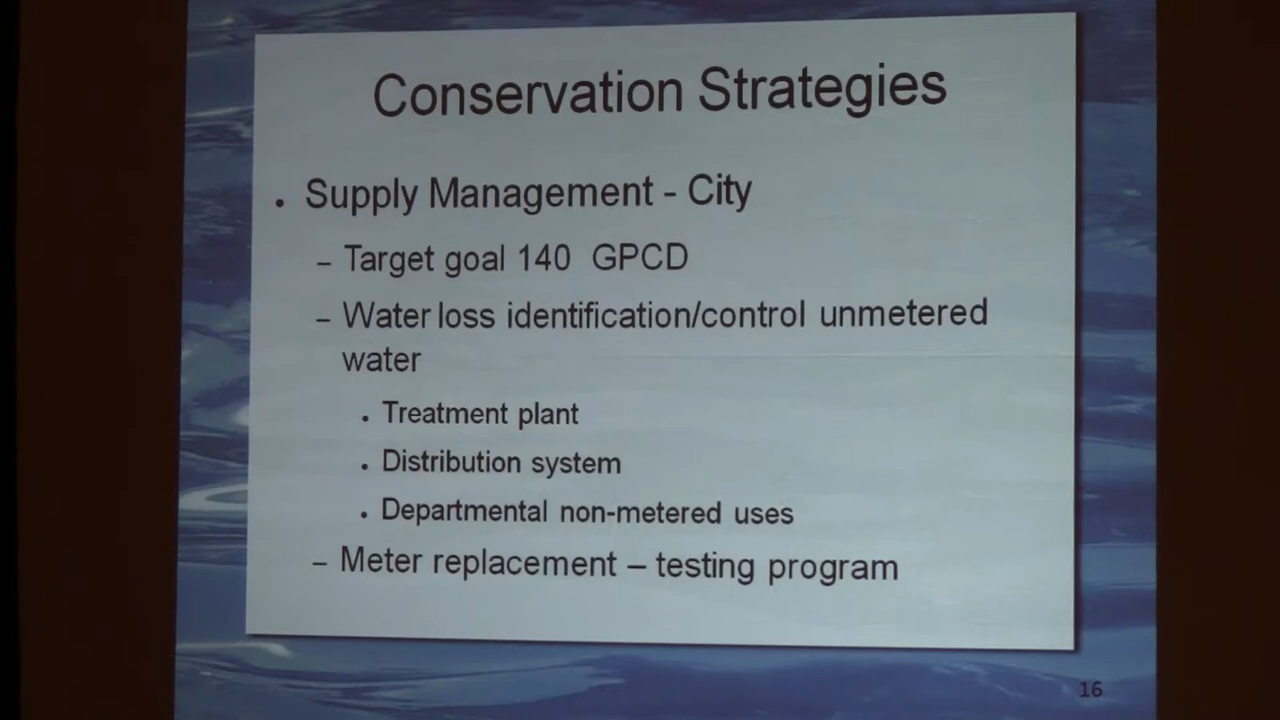 Conservation Strategies
• Supply Management - City
– Target goal 140 GPCD
– Water loss identification/control unmetered
water
• Treatment plant
• Distribution system
• Departmental non-metered uses
– Meter replacement – testing program
16